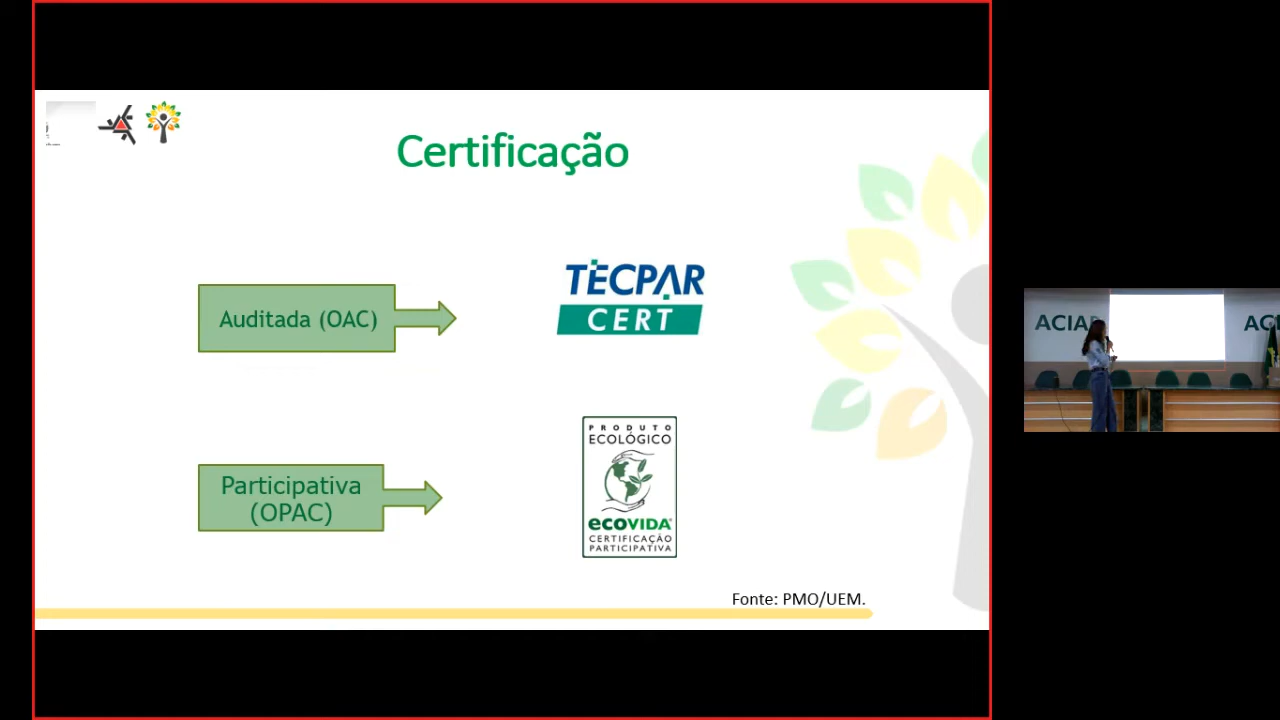 Certificação
Auditada (OAC)
TECPAR
CERT
Participativa
(OPAC)
PRODUTO
ECOLÓGICO
ecoVIDA
CERTIFICAÇÃO
PARTICIPATIVA
Fonte: PMO/UEM.
ACIAP